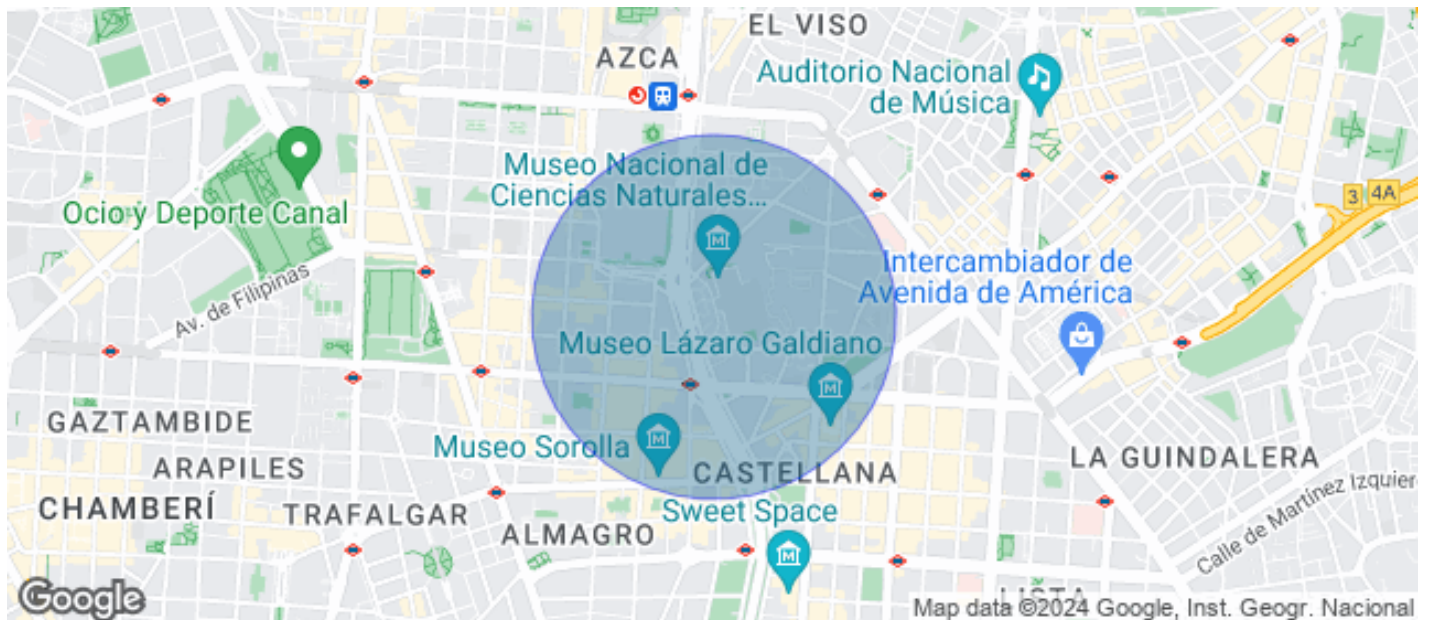 EL VISO
AZCA
Auditorio Nacional
de Música
Museo Nacional de
Ciencias Naturales...
3
4A
Ocio y Deporte Canal
Intercambiador de
Avenida de América
Av. de Filipinas
Museo Lázaro Galdiano
GAZTAMBIDE
Museo Sorolla
ARAPILES
CASTELLANA
LA GUINDALERA
CHAMBERÍ
TRAFALGAR
Sweet Space
Calle de Martínez Izquier
ALMAGRO
LISTA
Google
Map data ©2024 Google, Inst. Geogr. Nacional